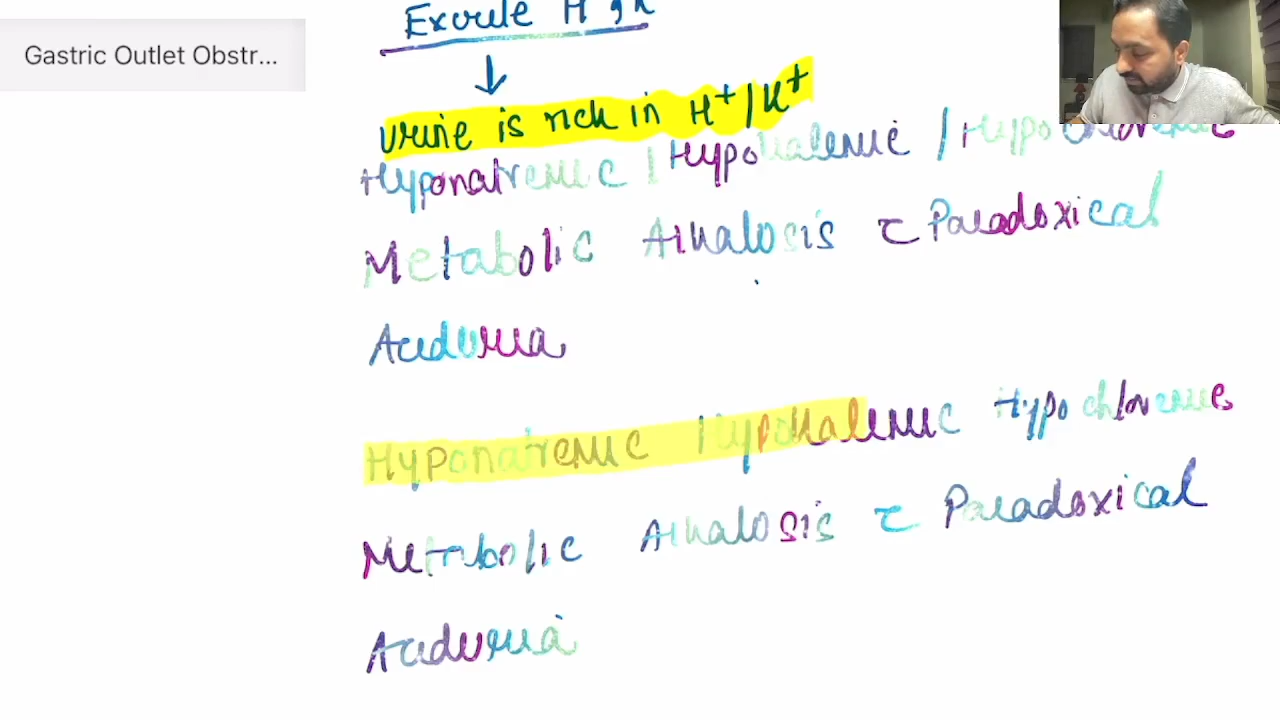 Gastric Outlet Obstr...
Excrete H⁺ & K
urine is rich in H⁺/K⁺
Hyponatremic / Hypokalemic / Hypochloremic
Metabolic Alkalosis c Paradoxical
Aciduria
Hyponatremic Hypokalemic Hypochloremic
Metabolic Alkalosis c Paradoxical
Aciduria